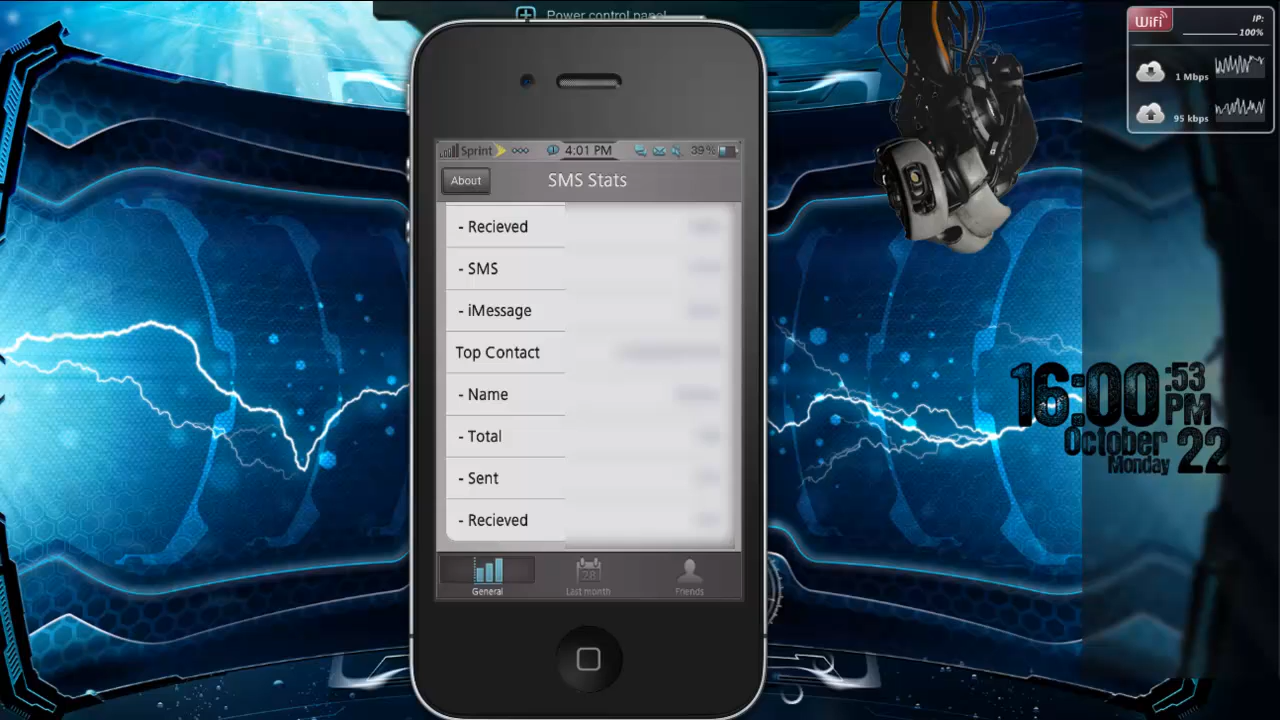 Power control panel
Wifi
IP:
100%
1 Mbps
95 kbps
Sprint
4:01 PM
39%
About
SMS Stats
- Recieved
- SMS
- iMessage
Top Contact
- Name
- Total
- Sent
- Recieved
General
28
Last month
Friends
16:00:53
PM
October
Monday
22